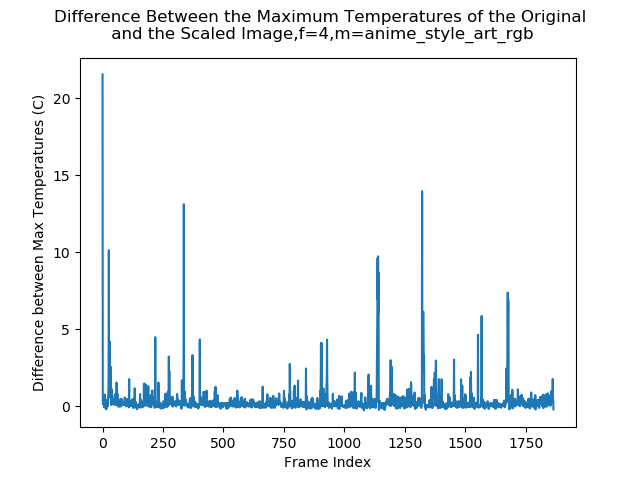 Difference Between the Maximum Temperatures of the Original
and the Scaled Image,f=4,m=anime_style_art_rgb
20
15
10
5
0
Difference between Max Temperatures (C)
0 250 500 750 1000 1250 1500 1750
Frame Index